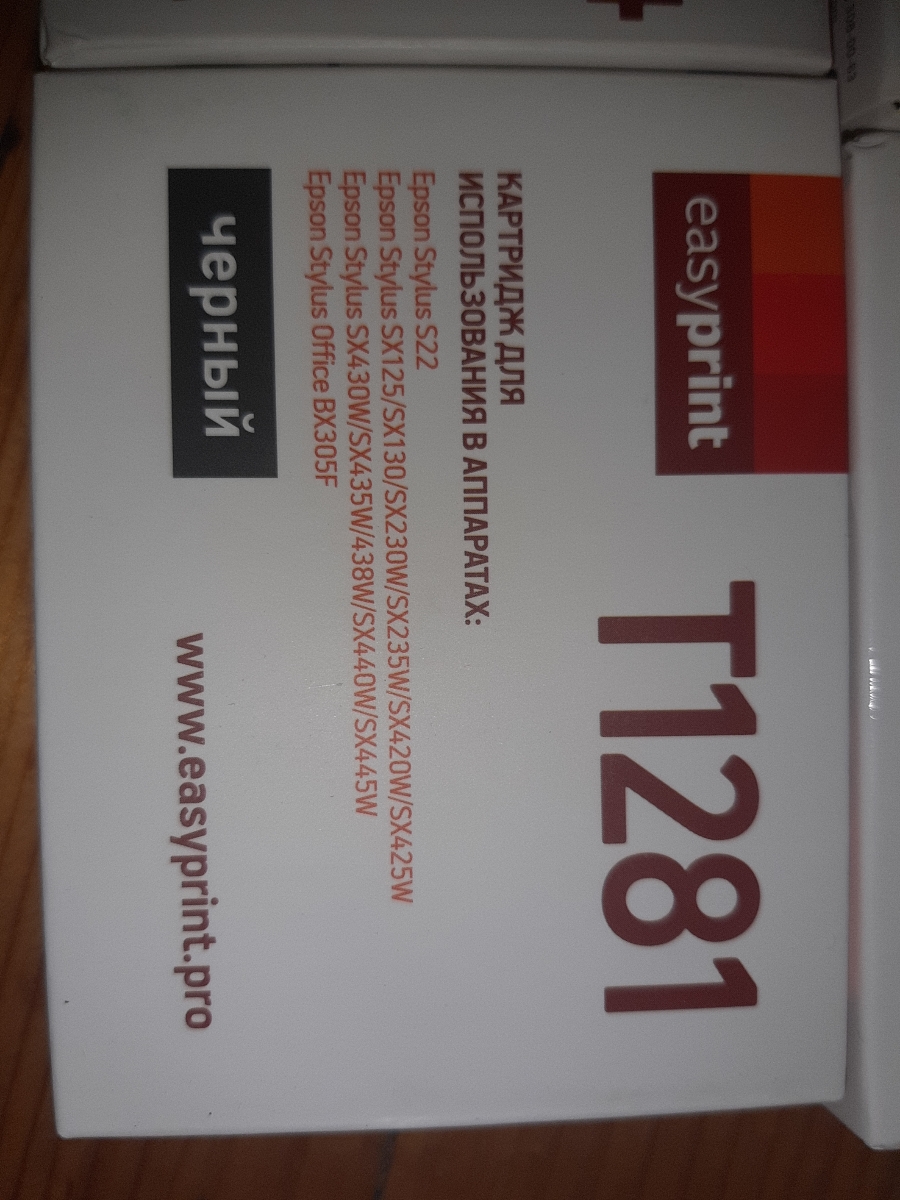 easyprint
T1281
КАРТРИДЖ ДЛЯ
ИСПОЛЬЗОВАНИЯ В АППАРАТАХ:
Epson Stylus S22
Epson Stylus SX125/SX130/SX230W/SX235W/SX420W/SX425W
Epson Stylus SX430W/SX435W/438W/SX440W/SX445W
Epson Stylus Office BX305F
черный
www.easyprint.pro